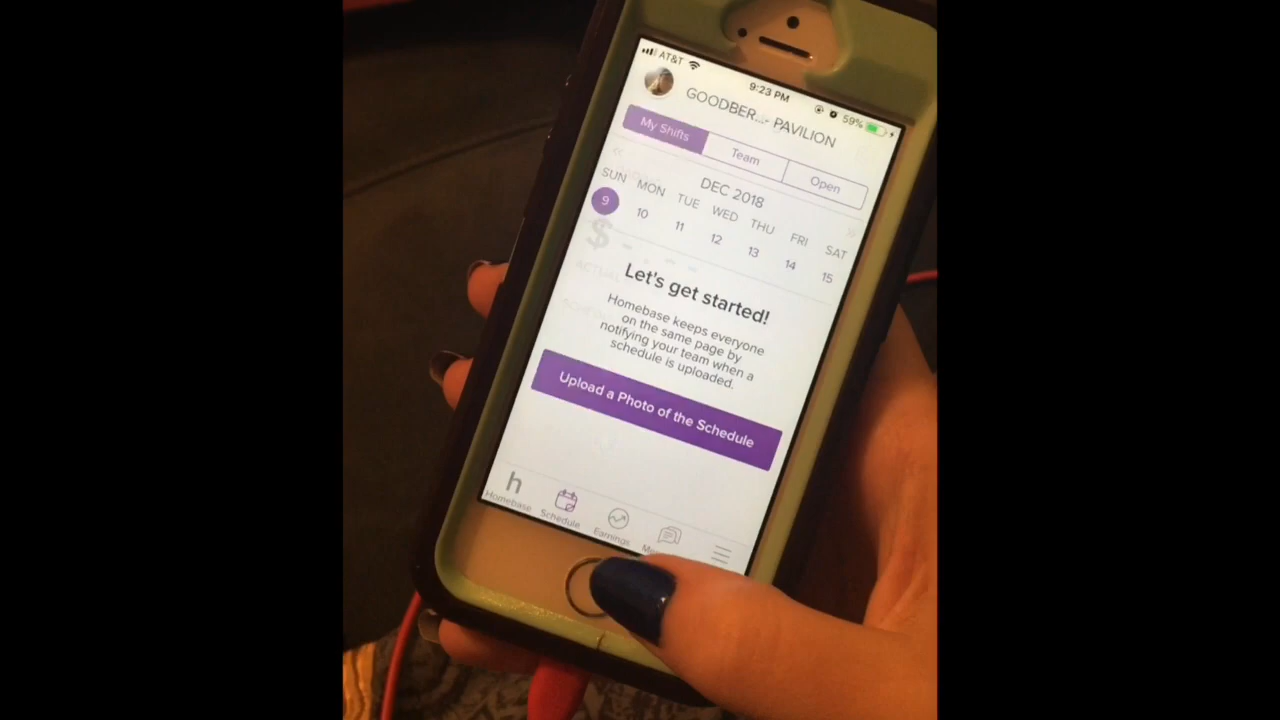 AT&T 9:23 PM 59%
GOODBER...- PAVILION
My Shifts Team Open
DEC 2018
SUN MON TUE WED THU FRI SAT
9 10 11 12 13 14 15
$ -
Let's get started!
Homebase keeps everyone
on the same page by
notifying your team when a
schedule is uploaded.
Upload a Photo of the Schedule
h
Homebase Schedule Earnings